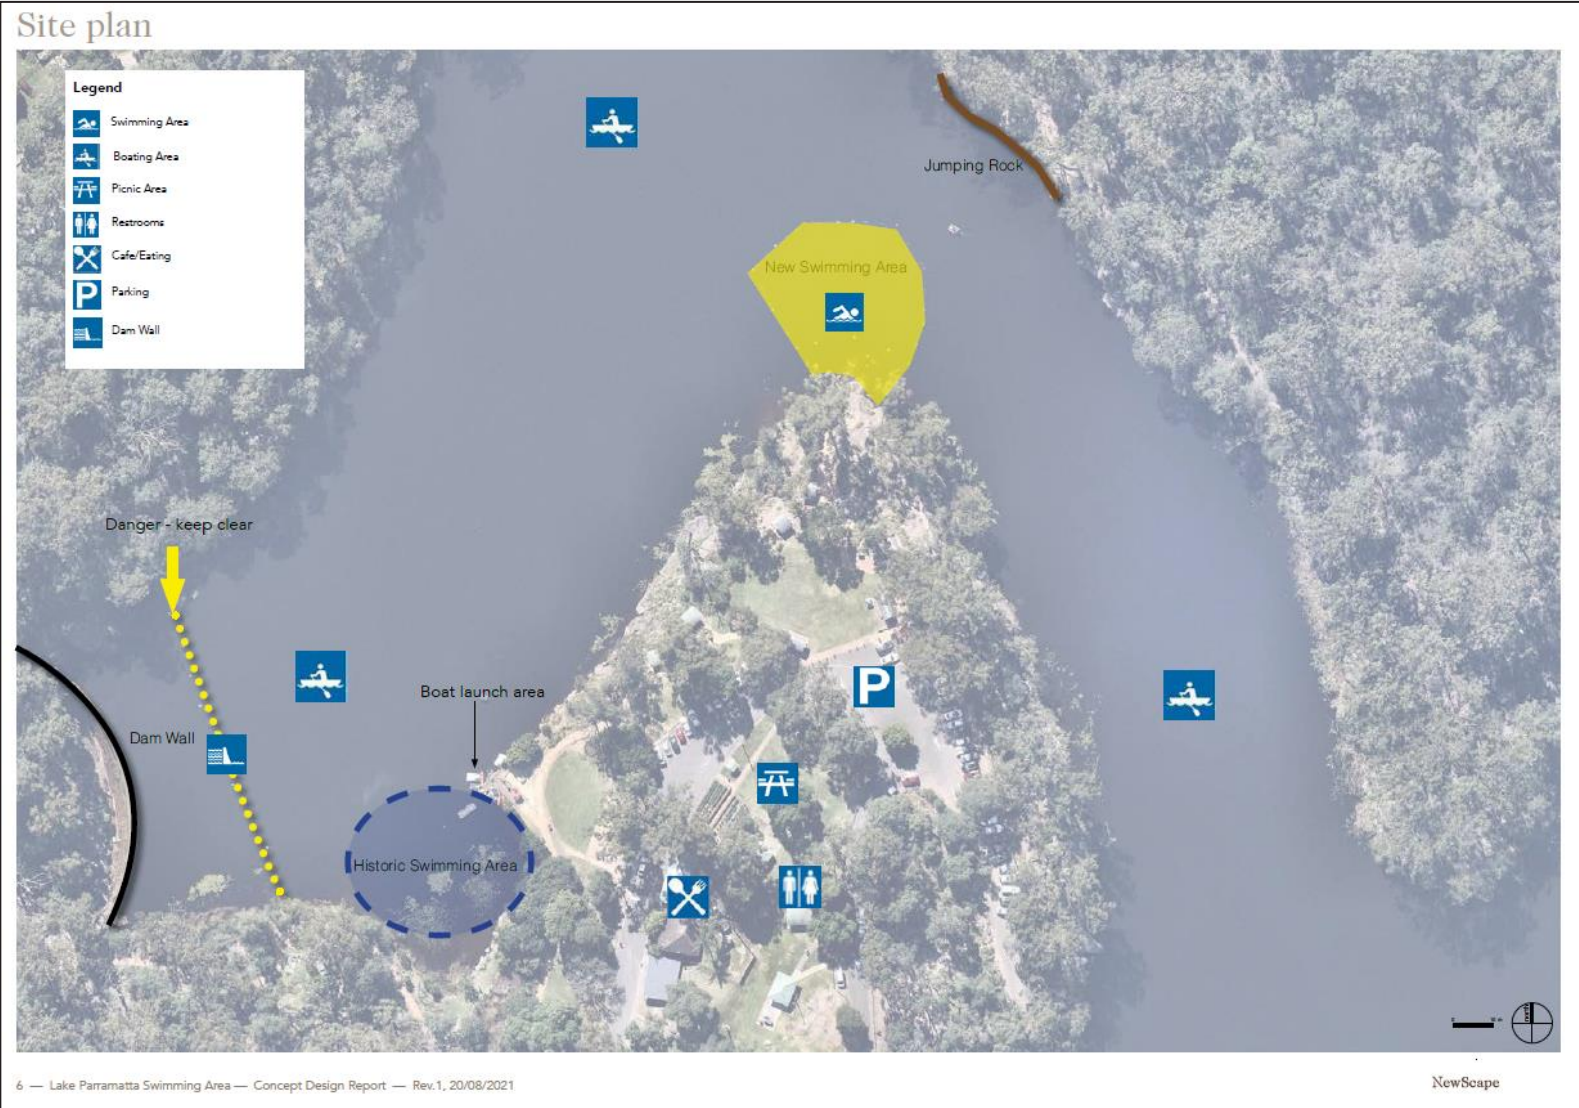 Site plan
Legend
Swimming Area
Boating Area
Picnic Area
Restrooms
Cafe/Eating
P Parking
Dam Wall
Jumping Rock
New Swimming Area
Danger - keep clear
P
Boat launch area
Dam Wall
Historic Swimming Area
6 — Lake Parramatta Swimming Area — Concept Design Report — Rev.1, 20/08/2021
NewScape